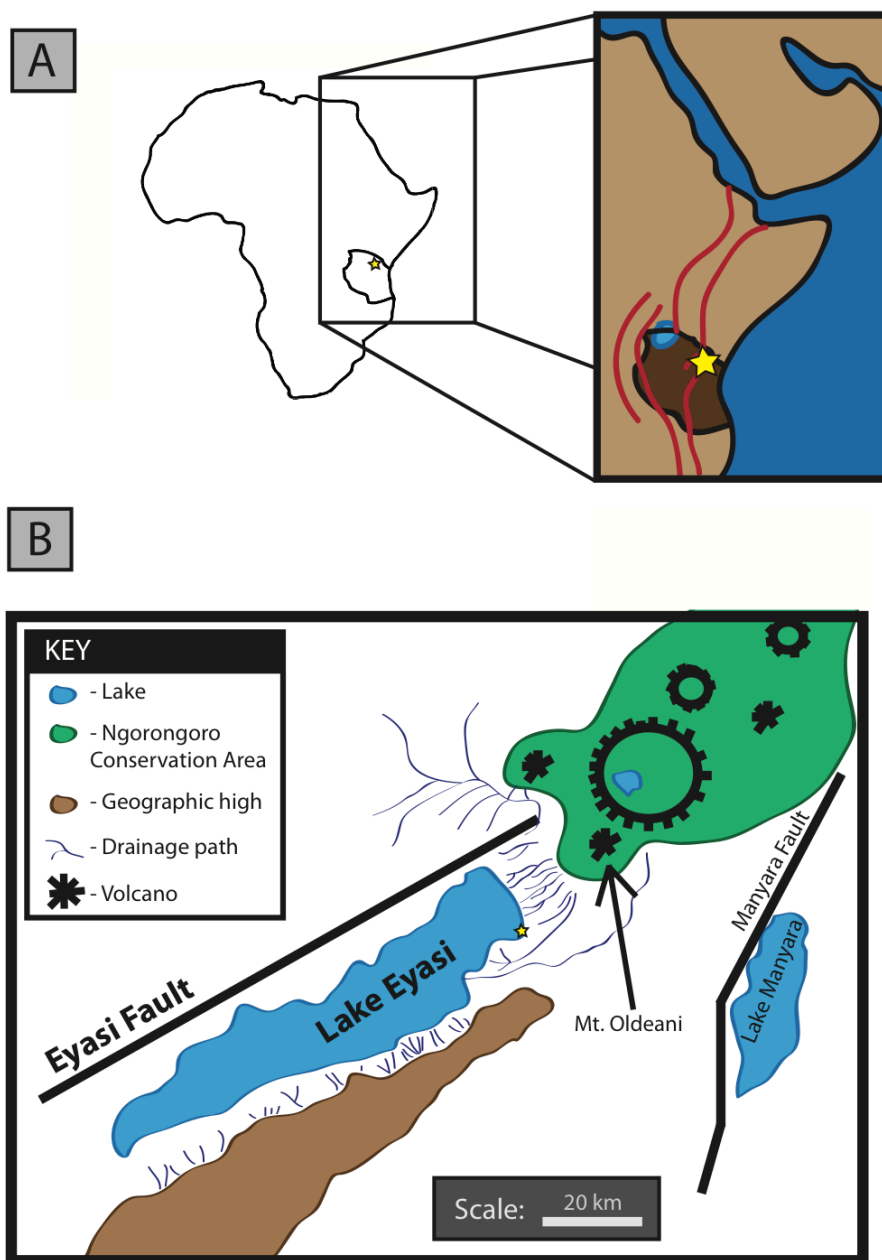 A
B
KEY
- Lake
- Ngorongoro
Conservation Area
- Geographic high
- Drainage path
- Volcano
Manyara Fault
Eyasi Fault
Lake Eyasi
Lake Manyara
Mt. Oldeani
Scale: 20 km